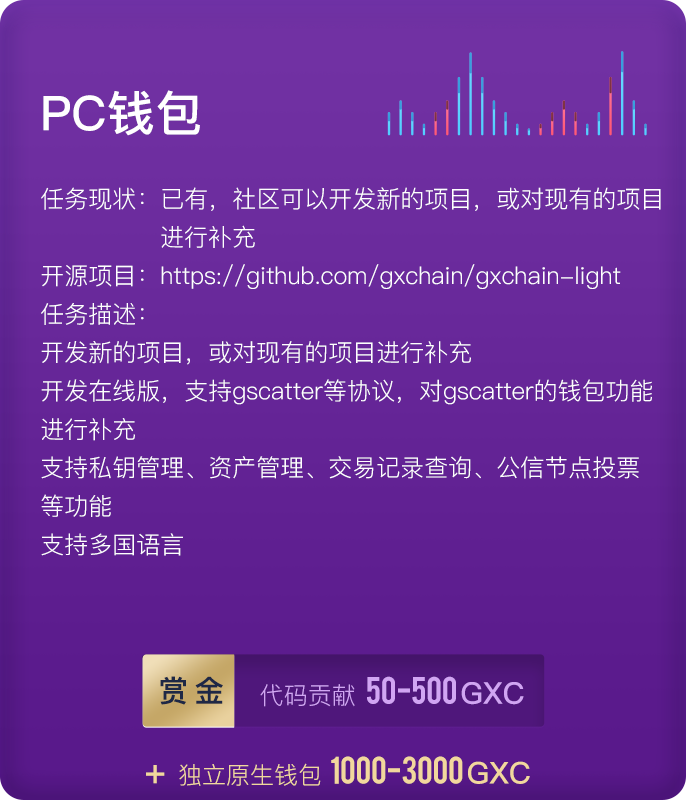 PC钱包
任务现状：已有，社区可以开发新的项目，或对现有的项目
进行补充
开源项目：https://github.com/gxchain/gxchain-light
任务描述：
开发新的项目，或对现有的项目进行补充
开发在线版，支持gscatter等协议，对gscatter的钱包功能
进行补充
支持私钥管理、资产管理、交易记录查询、公信节点投票
等功能
支持多国语言
赏金 代码贡献 50-500GXC
+ 独立原生钱包 1000-3000GXC